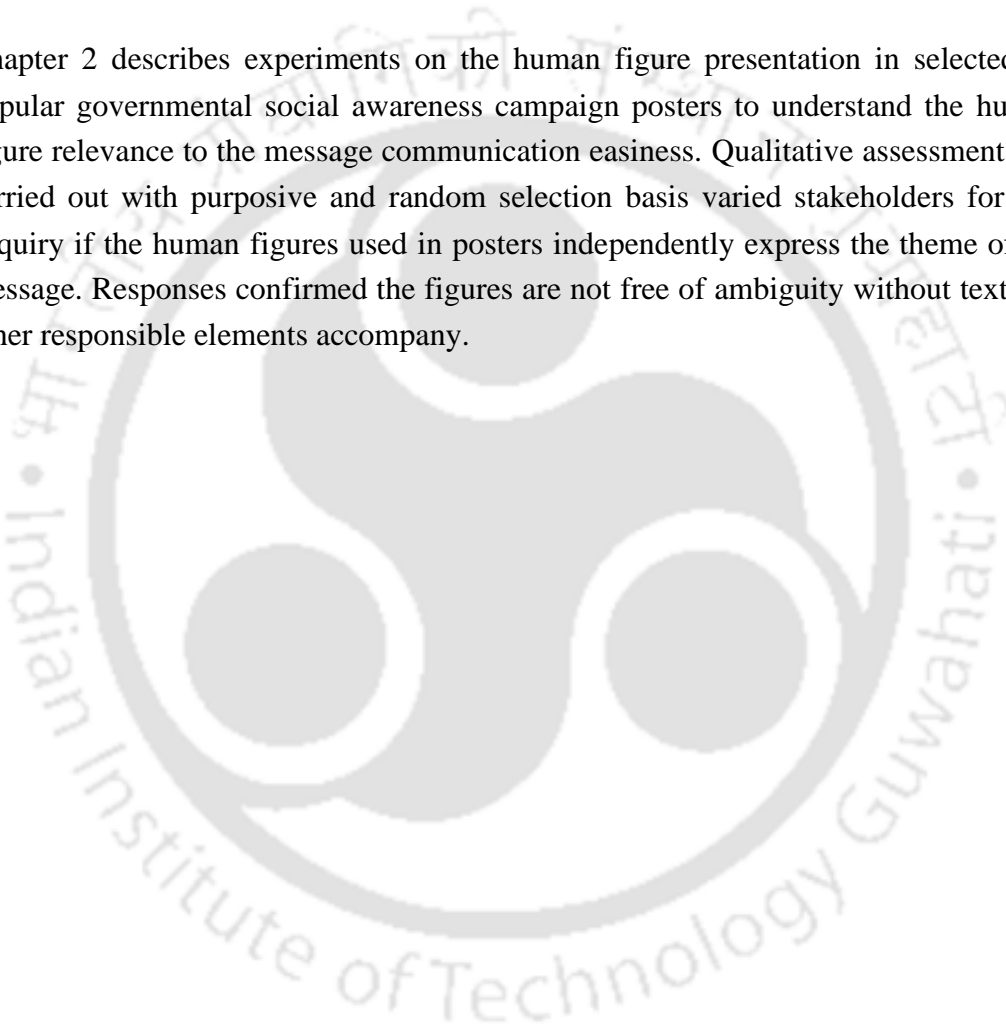 hapter 2 describes experiments on the human figure presentation in selected
pular governmental social awareness campaign posters to understand the hu
gure relevance to the message communication easiness. Qualitative assessment
rried out with purposive and random selection basis varied stakeholders for
quiry if the human figures used in posters independently express the theme of
essage. Responses confirmed the figures are not free of ambiguity without text
her responsible elements accompany.
भारतीय प्रौद्योगिकी संस्थान गुवाहाटी
Indian Institute of Technology Guwahati